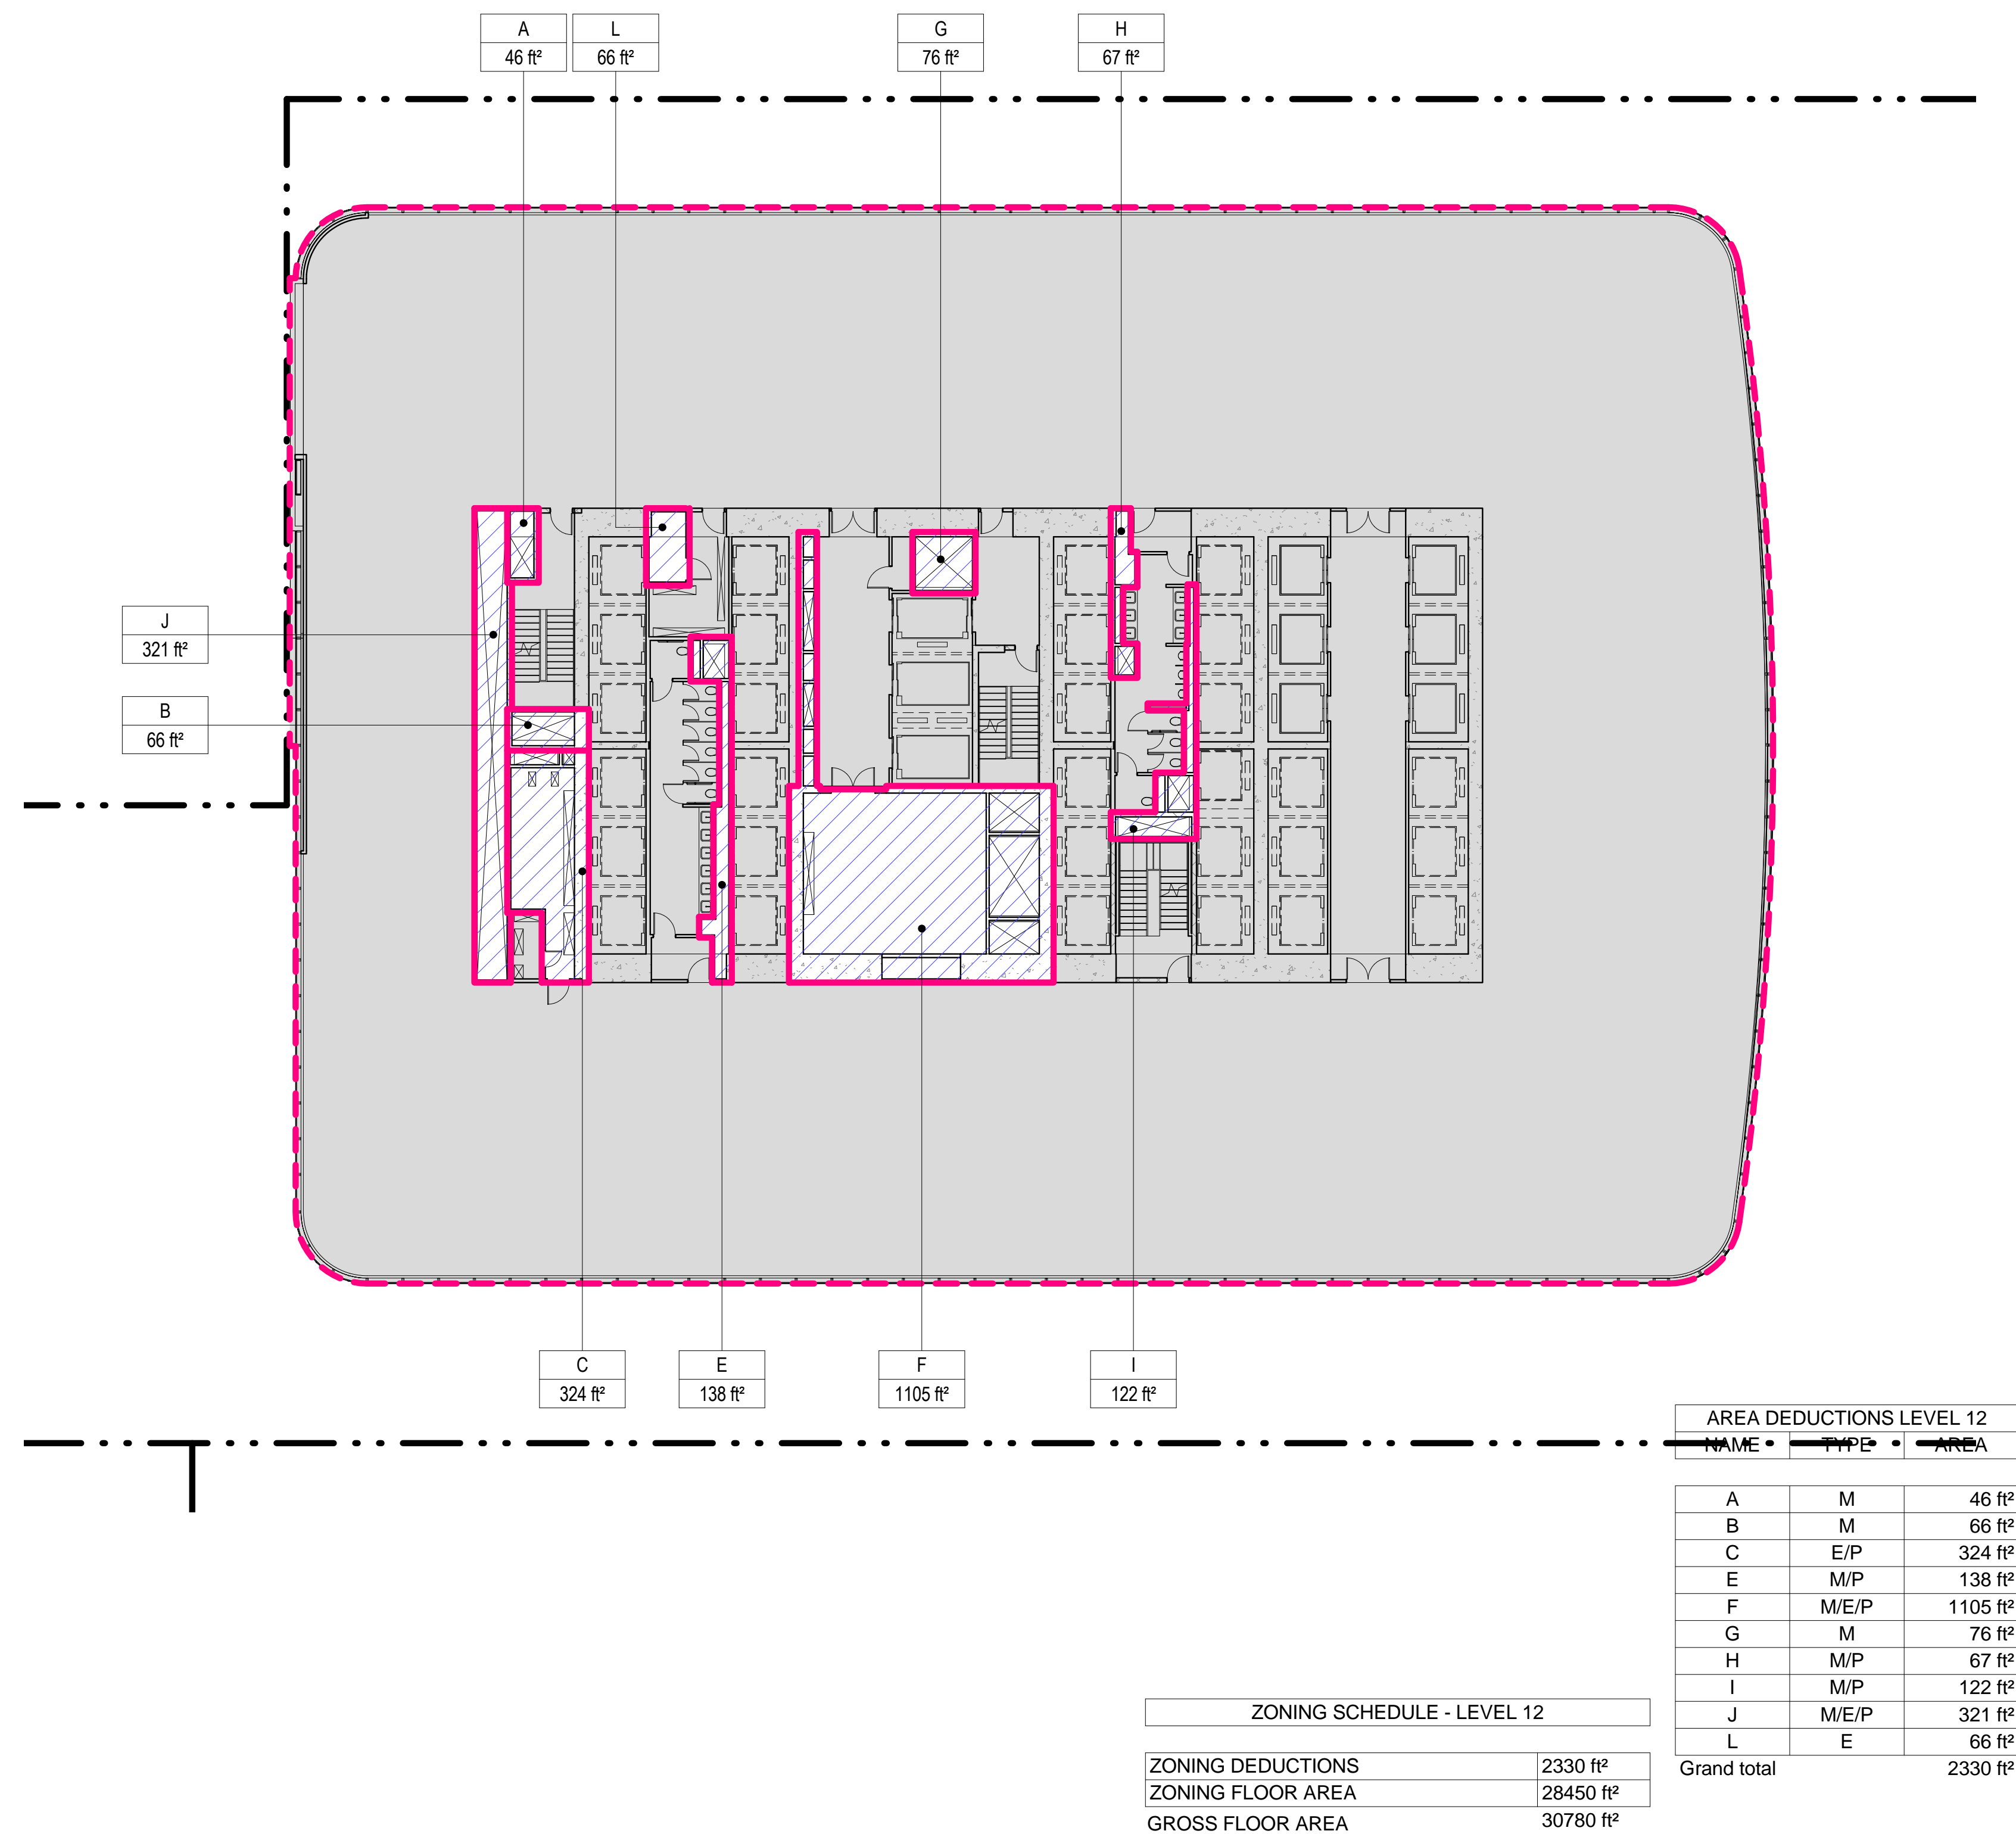 A L G H
46 ft² 66 ft² 76 ft² 67 ft²
J
321 ft²
B
66 ft²
C E F I
324 ft² 138 ft² 1105 ft² 122 ft²
AREA DEDUCTIONS LEVEL 12
NAME TYPE AREA
A M 46 ft²
B M 66 ft²
C E/P 324 ft²
E M/P 138 ft²
F M/E/P 1105 ft²
G M 76 ft²
H M/P 67 ft²
I M/P 122 ft²
J M/E/P 321 ft²
L E 66 ft²
Grand total 2330 ft²
ZONING SCHEDULE - LEVEL 12
ZONING DEDUCTIONS 2330 ft²
ZONING FLOOR AREA 28450 ft²
GROSS FLOOR AREA 30780 ft²